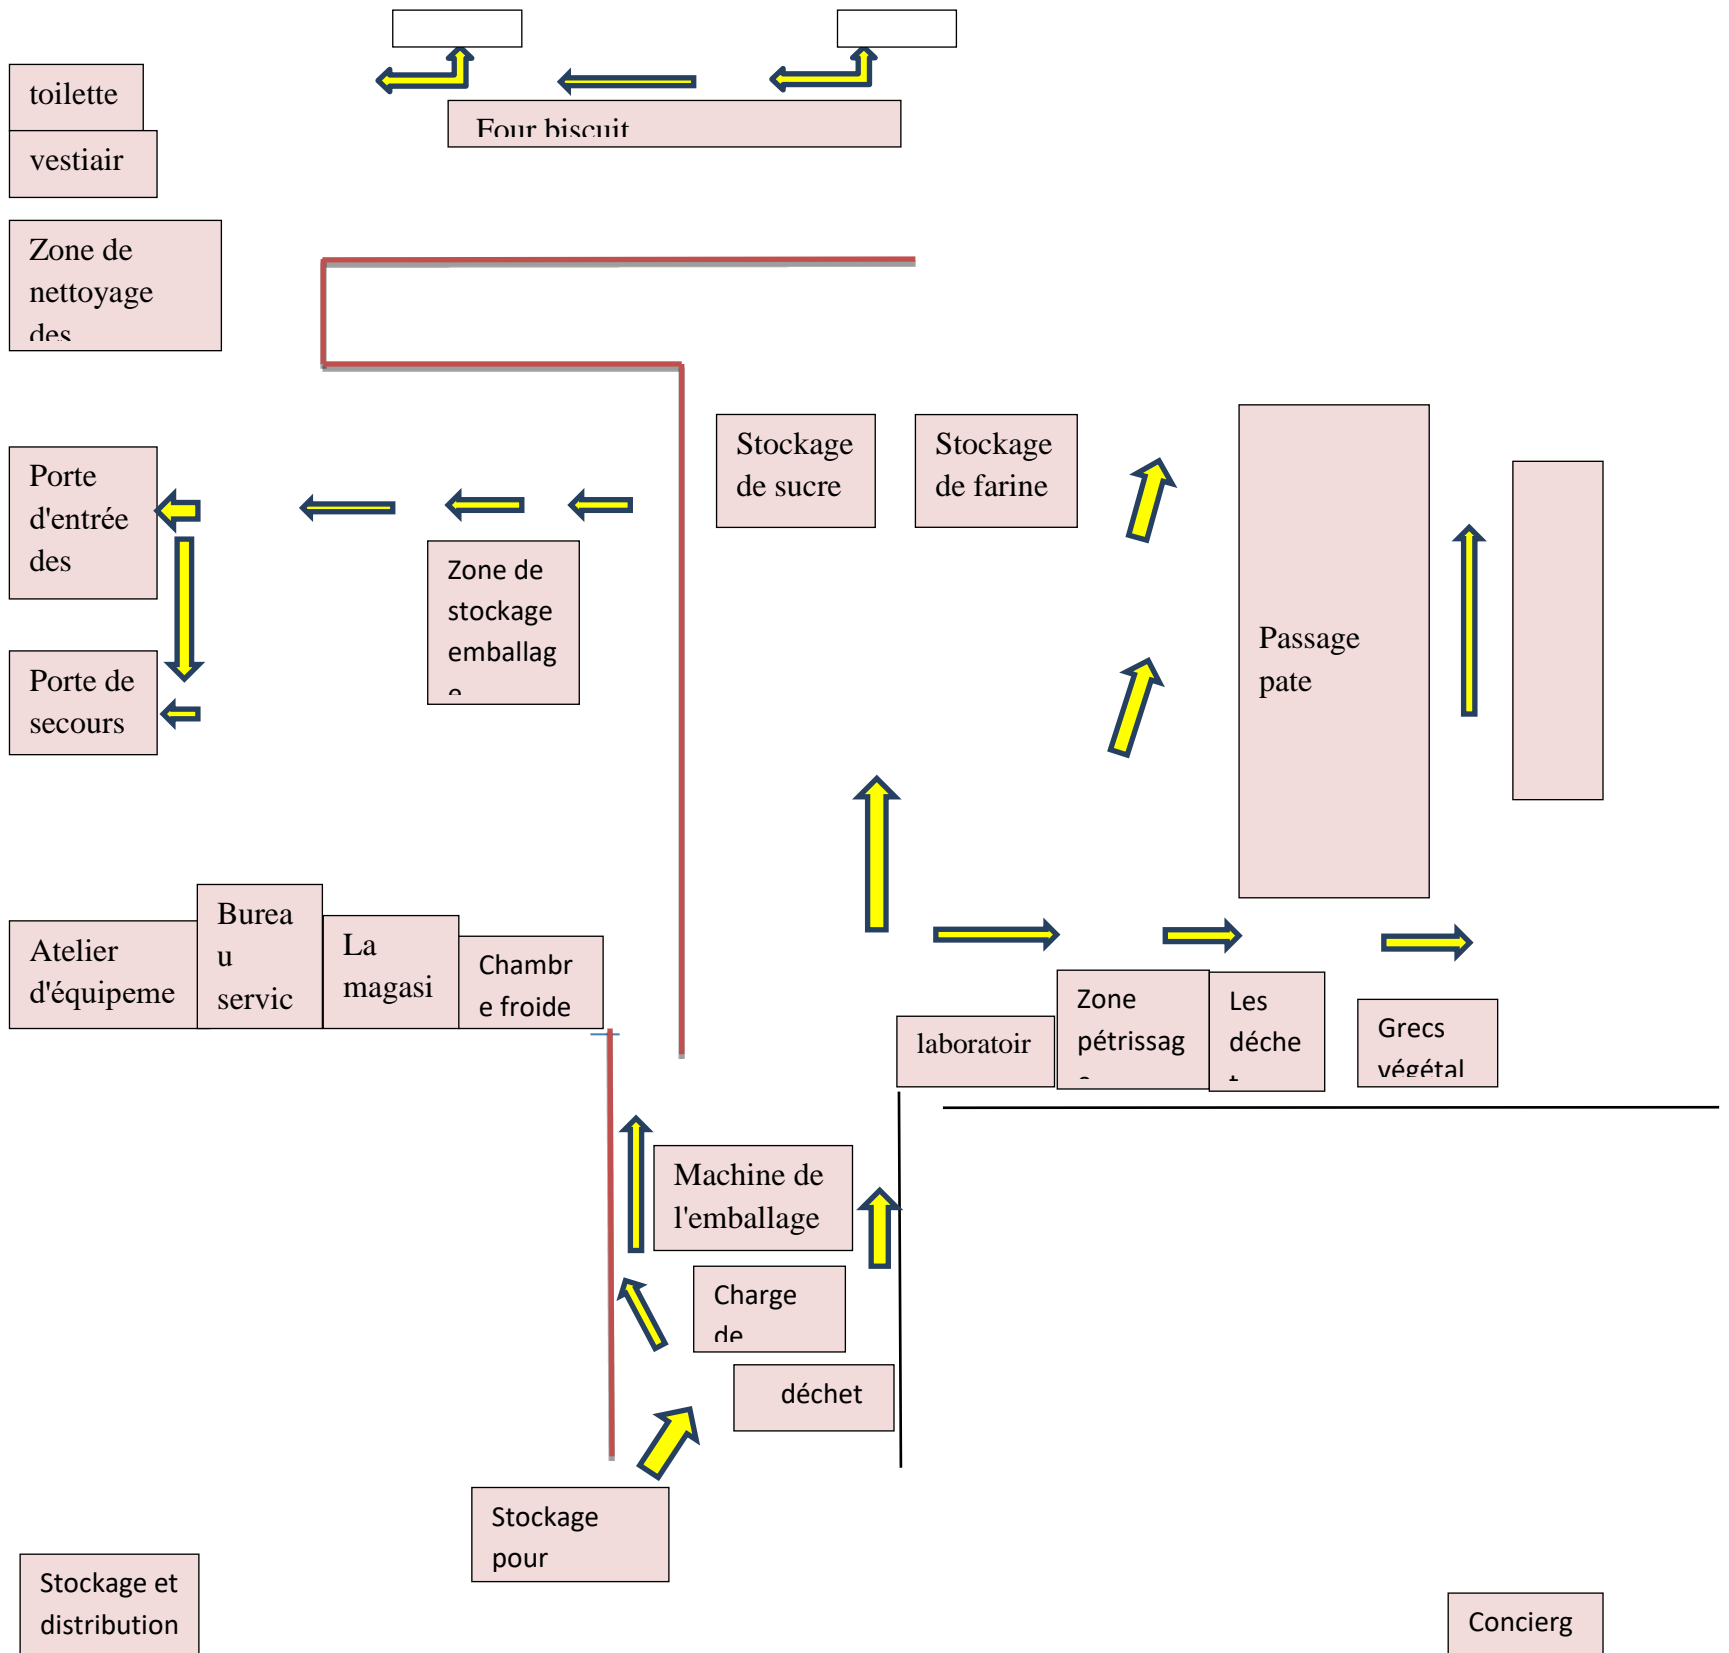 toilette
vestiair
Four biscuit
Zone de
nettoyage
des
Stockage
de sucre
Stockage
de farine
Porte
d'entrée
des
Zone de
stockage
emballag
e
Porte de
secours
Passage
pate
Atelier
d'équipeme
Burea
u
servic
La
magasi
Chambr
e froide
laboratoir
Zone
pétrissag
e
Les
déche
t
Grecs
végétal
Machine de
l'emballage
Charge
de
déchet
Stockage
pour
Stockage et
distribution
Concierg